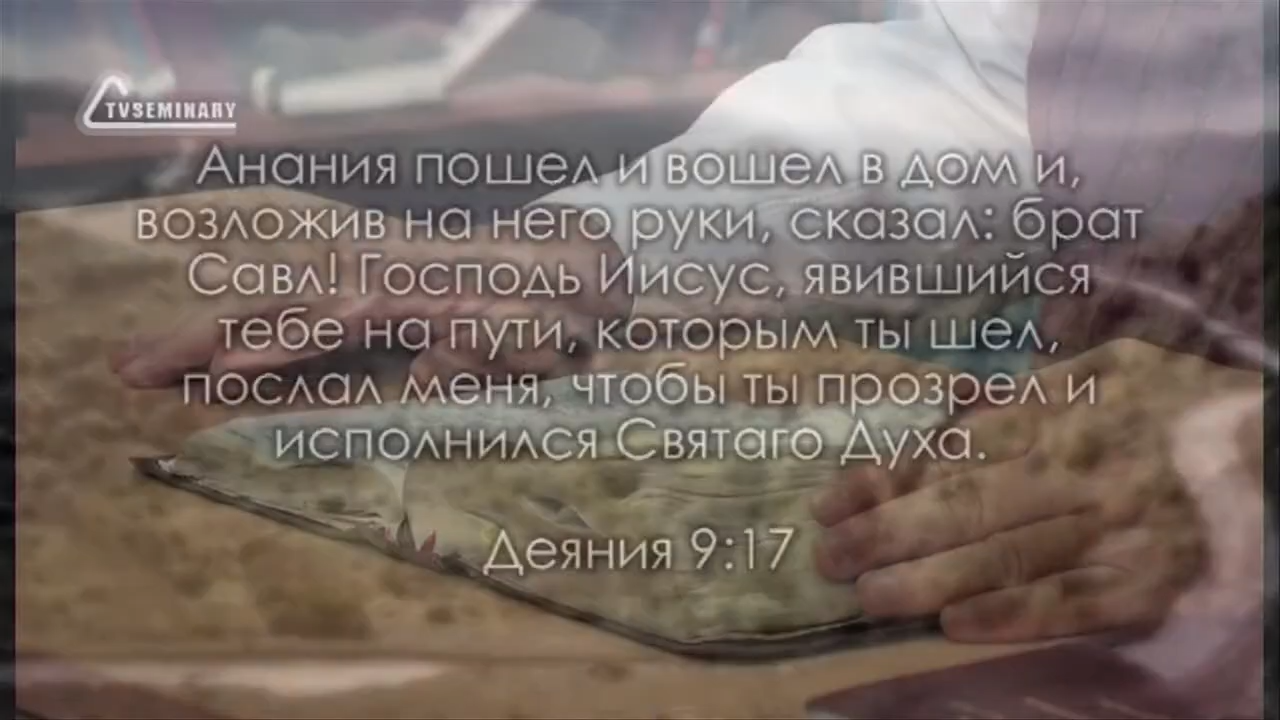 TVSEMINARY
Анания пошел и вошел в дом и,
возложив на него руки, сказал: брат
Савл! Господь Иисус, явившийся
тебе на пути, которым ты шел,
послал меня, чтобы ты прозрел и
исполнился Святаго Духа.
Деяния 9:17